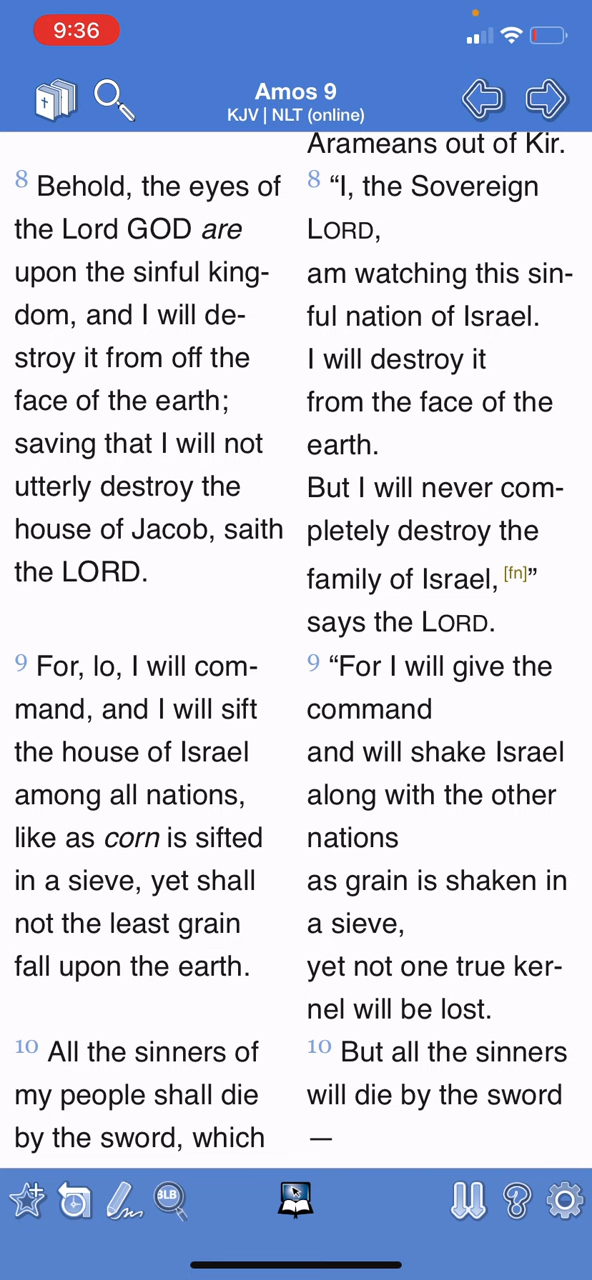 9:36
Amos 9
KJV | NLT (online)
8 Behold, the eyes of
the Lord GOD are
upon the sinful king-
dom, and I will de-
stroy it from off the
face of the earth;
saving that I will not
utterly destroy the
house of Jacob, saith
the LORD.
9 For, lo, I will com-
mand, and I will sift
the house of Israel
among all nations,
like as corn is sifted
in a sieve, yet shall
not the least grain
fall upon the earth.
10 All the sinners of
my people shall die
by the sword, which
Arameans out of Kir.
8 “I, the Sovereign
LORD,
am watching this sin-
ful nation of Israel.
I will destroy it
from the face of the
earth.
But I will never com-
pletely destroy the
family of Israel, [fn]”
says the LORD.
9 “For I will give the
command
and will shake Israel
along with the other
nations
as grain is shaken in
a sieve,
yet not one true ker-
nel will be lost.
10 But all the sinners
will die by the sword
—
BLB